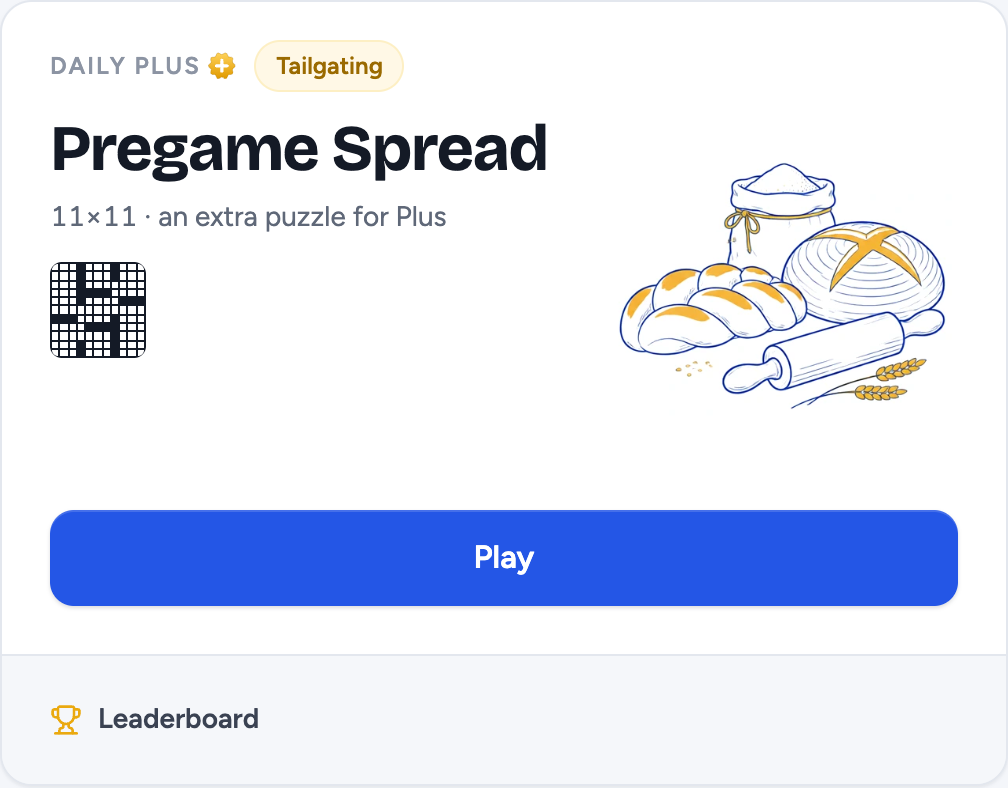 DAILY PLUS
Tailgating
Pregame Spread
11×11 · an extra puzzle for Plus
Play
Leaderboard